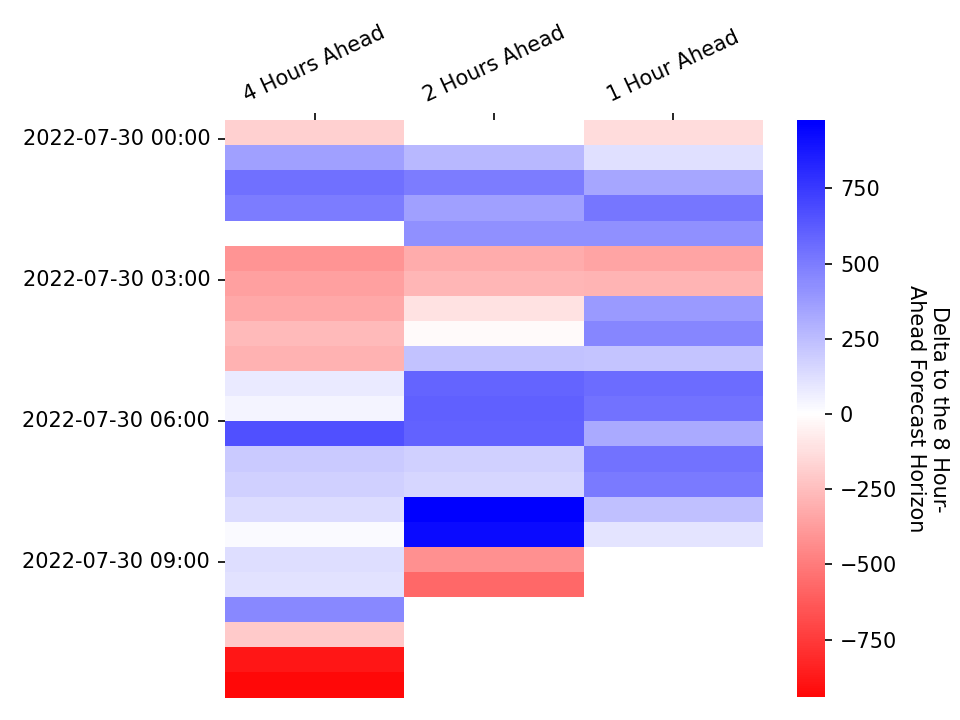 4 Hours Ahead
2 Hours Ahead
1 Hour Ahead
2022-07-30 00:00
2022-07-30 03:00
2022-07-30 06:00
2022-07-30 09:00
750
500
250
0
−250
−500
−750
Delta to the 8 Hour-
Ahead Forecast Horizon